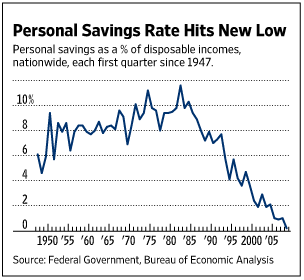 Personal Savings Rate Hits New Low
Personal savings as a % of disposable incomes,
nationwide, each first quarter since 1947.
10%
8
6
4
2
0
1950 '55 '60 '65 '70 '75 '80 '85 '90 '95 2000 '05
Source: Federal Government, Bureau of Economic Analysis